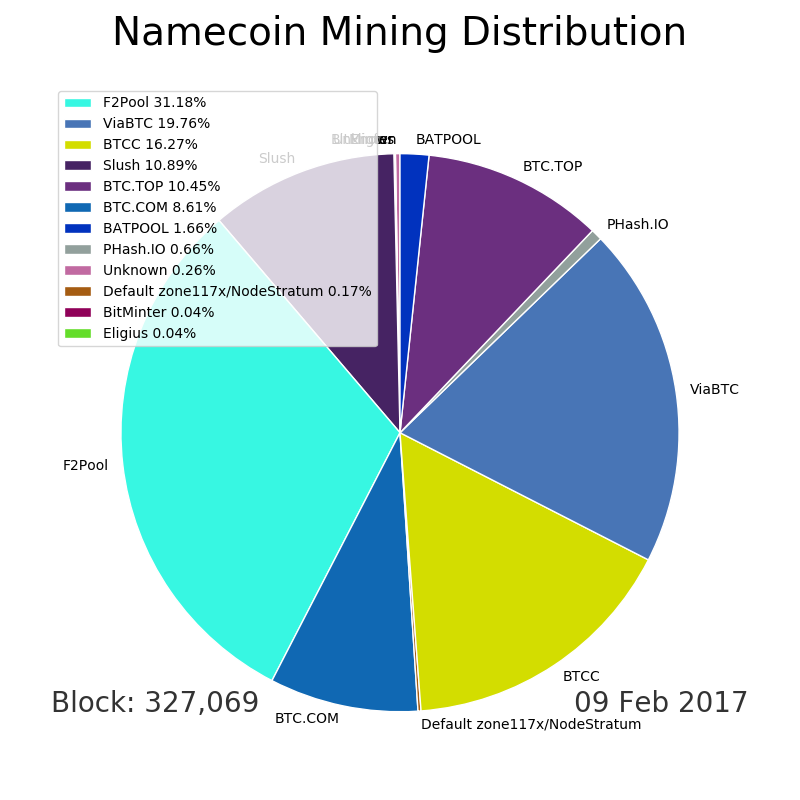 Namecoin Mining Distribution
F2Pool 31.18%
ViaBTC 19.76%
BTCC 16.27%
Slush 10.89%
BTC.TOP 10.45%
BTC.COM 8.61%
BATPOOL 1.66%
PHash.IO 0.66%
Unknown 0.26%
Default zone117x/NodeStratum 0.17%
BitMinter 0.04%
Eligius 0.04%
BATPOOL
Slush
BTC.TOP
PHash.IO
ViaBTC
F2Pool
BTCC
Block: 327,069
09 Feb 2017
BTC.COM
Default zone117x/NodeStratum